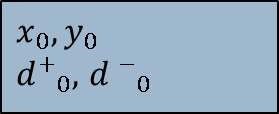 x₀, y₀
d⁺₀, d⁻₀